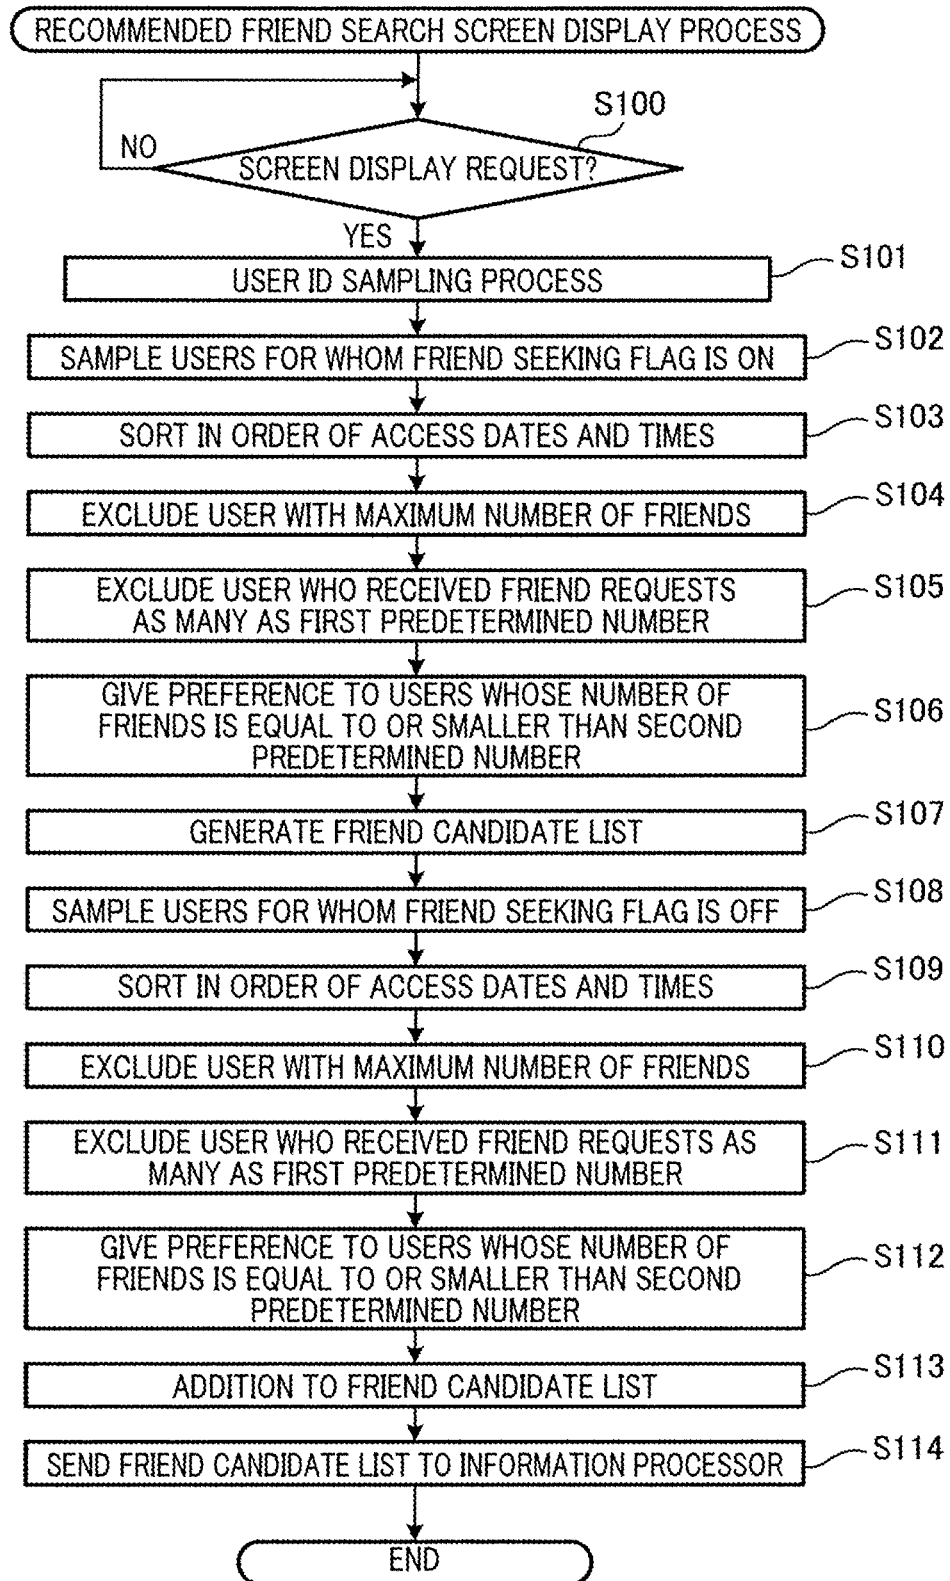 RECOMMENDED FRIEND SEARCH SCREEN DISPLAY PROCESS
S100
NO
SCREEN DISPLAY REQUEST?
YES
S101
USER ID SAMPLING PROCESS
S102
SAMPLE USERS FOR WHOM FRIEND SEEKING FLAG IS ON
S103
SORT IN ORDER OF ACCESS DATES AND TIMES
S104
EXCLUDE USER WITH MAXIMUM NUMBER OF FRIENDS
S105
EXCLUDE USER WHO RECEIVED FRIEND REQUESTS
AS MANY AS FIRST PREDETERMINED NUMBER
S106
GIVE PREFERENCE TO USERS WHOSE NUMBER OF
FRIENDS IS EQUAL TO OR SMALLER THAN SECOND
PREDETERMINED NUMBER
S107
GENERATE FRIEND CANDIDATE LIST
S108
SAMPLE USERS FOR WHOM FRIEND SEEKING FLAG IS OFF
S109
SORT IN ORDER OF ACCESS DATES AND TIMES
S110
EXCLUDE USER WITH MAXIMUM NUMBER OF FRIENDS
S111
EXCLUDE USER WHO RECEIVED FRIEND REQUESTS AS
MANY AS FIRST PREDETERMINED NUMBER
S112
GIVE PREFERENCE TO USERS WHOSE NUMBER OF
FRIENDS IS EQUAL TO OR SMALLER THAN SECOND
PREDETERMINED NUMBER
S113
ADDITION TO FRIEND CANDIDATE LIST
S114
SEND FRIEND CANDIDATE LIST TO INFORMATION PROCESSOR
END